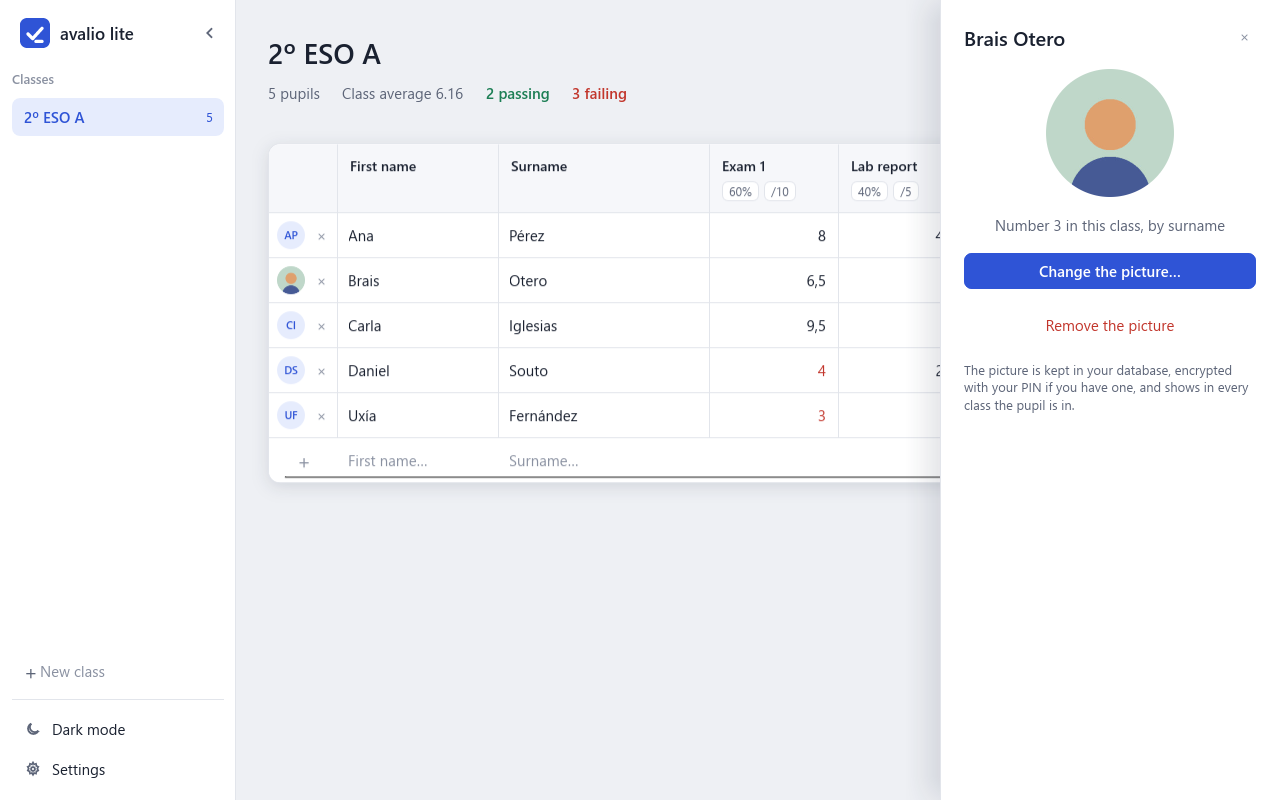 avalio lite
Classes
2º ESO A 5
+ New class
Dark mode
Settings
2º ESO A
5 pupils Class average 6.16 2 passing 3 failing
First name Surname Exam 1 Lab report
60% /10 40% /5
AP × Ana Pérez 8
× Brais Otero 6,5
CI × Carla Iglesias 9,5
DS × Daniel Souto 4
UF × Uxía Fernández 3
+ First name... Surname...
Brais Otero ×
Number 3 in this class, by surname
Change the picture...
Remove the picture
The picture is kept in your database, encrypted
with your PIN if you have one, and shows in every
class the pupil is in.